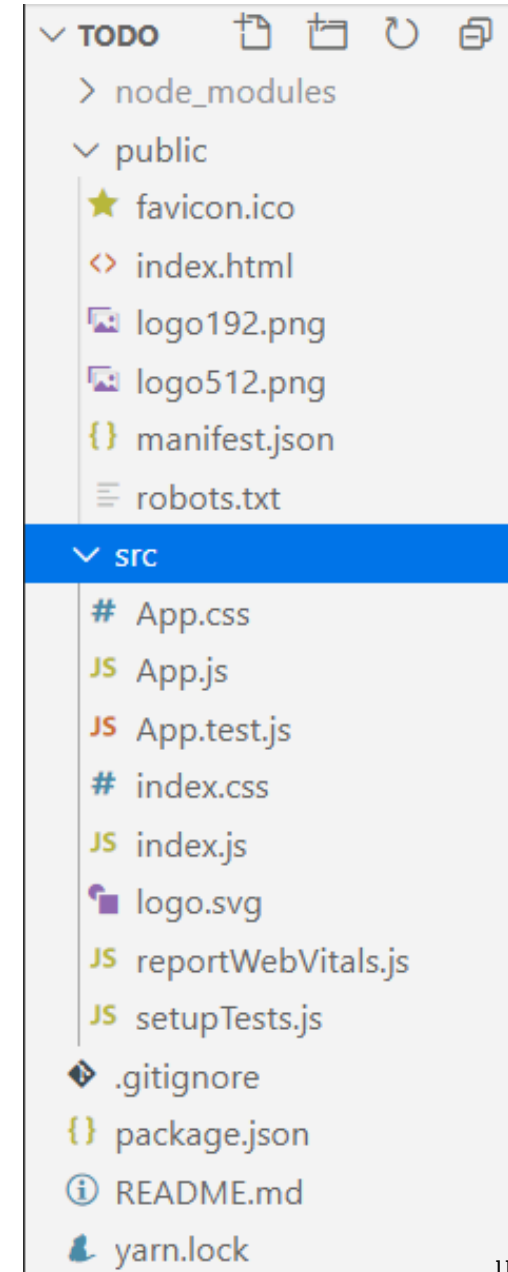 TODO
node_modules
public
favicon.ico
index.html
logo192.png
logo512.png
manifest.json
robots.txt
src
App.css
App.js
App.test.js
index.css
index.js
logo.svg
reportWebVitals.js
setupTests.js
.gitignore
package.json
README.md
yarn.lock